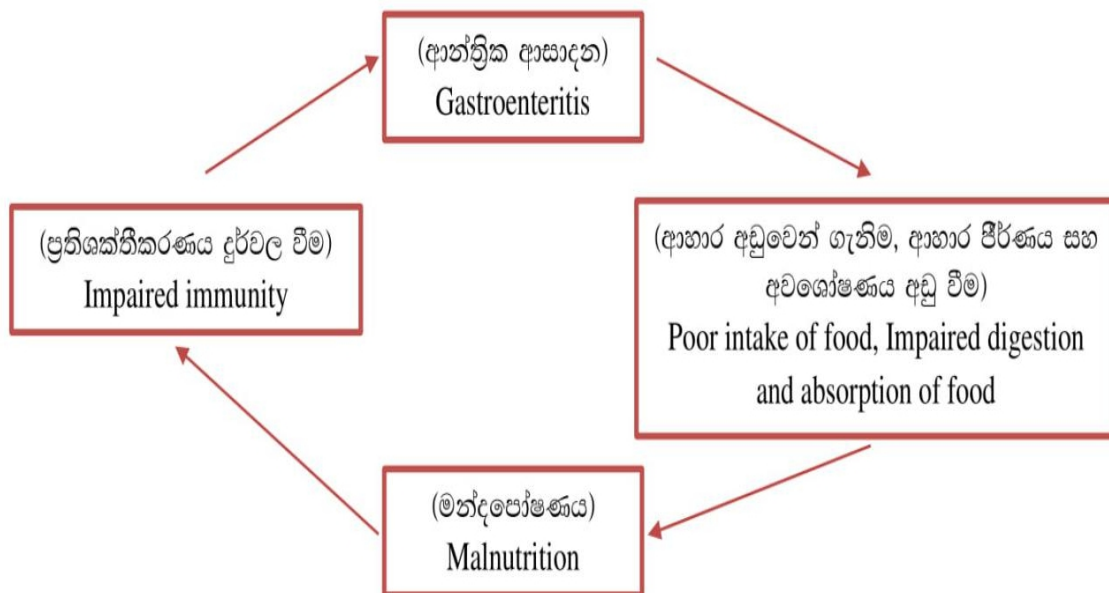 (ආන්ත්‍රික ආසාදන)
Gastroenteritis
(ප්‍රතිශක්තීකරණය දුර්වල වීම)
Impaired immunity
(ආහාර අඩුවෙන් ගැනිම, ආහාර ජීර්ණය සහ
අවශෝෂණය අඩු වීම)
Poor intake of food, Impaired digestion
and absorption of food
(මන්දපෝෂණය)
Malnutrition